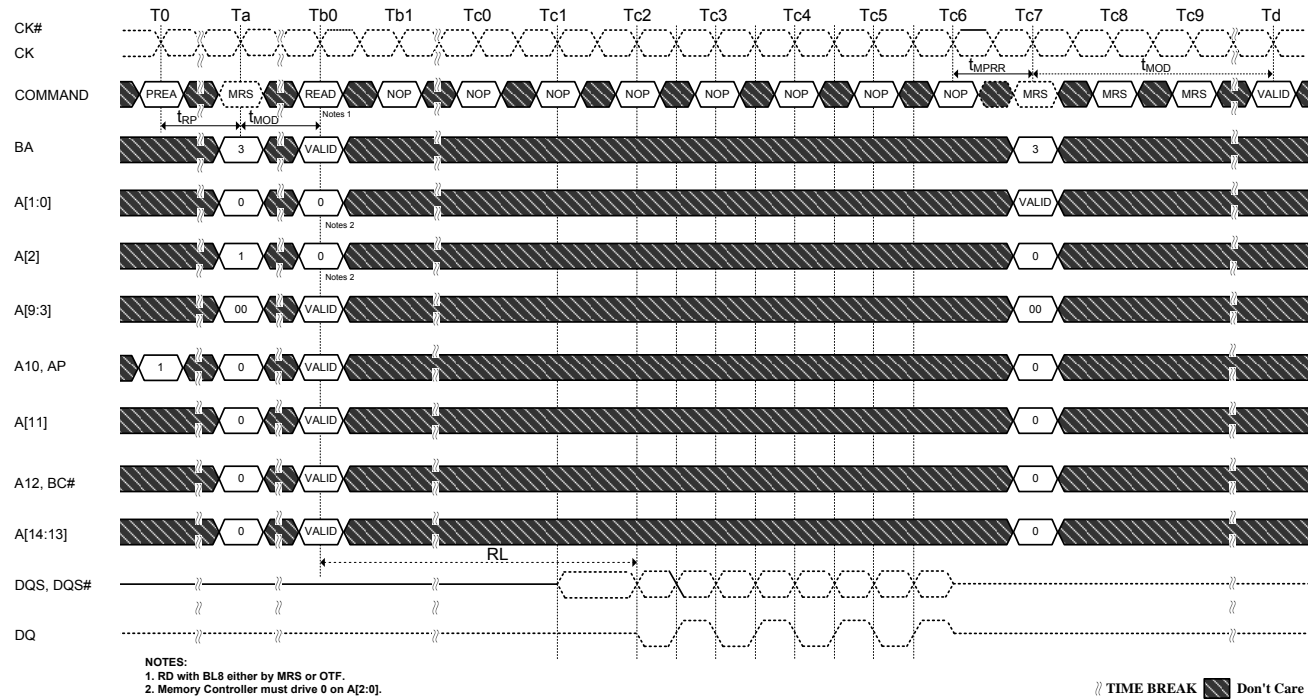 T0 Ta Tb0 Tb1 Tc0 Tc1 Tc2 Tc3 Tc4 Tc5 Tc6 Tc7 Tc8 Tc9 Td
CK#
CK
tMPRR tMOD
COMMAND PREA MRS READ NOP NOP NOP NOP NOP NOP NOP NOP MRS MRS MRS VALID
tRP tMOD Notes 1
BA 3 VALID 3
A[1:0] 0 0 VALID
Notes 2
A[2] 1 0 0
Notes 2
A[9:3] 00 VALID 00
A10, AP 1 0 VALID 0
A[11] 0 VALID 0
A12, BC# 0 VALID 0
A[14:13] 0 VALID 0
RL
DQS, DQS#
DQ
NOTES:
1. RD with BL8 either by MRS or OTF.
2. Memory Controller must drive 0 on A[2:0].
TIME BREAK Don't Care